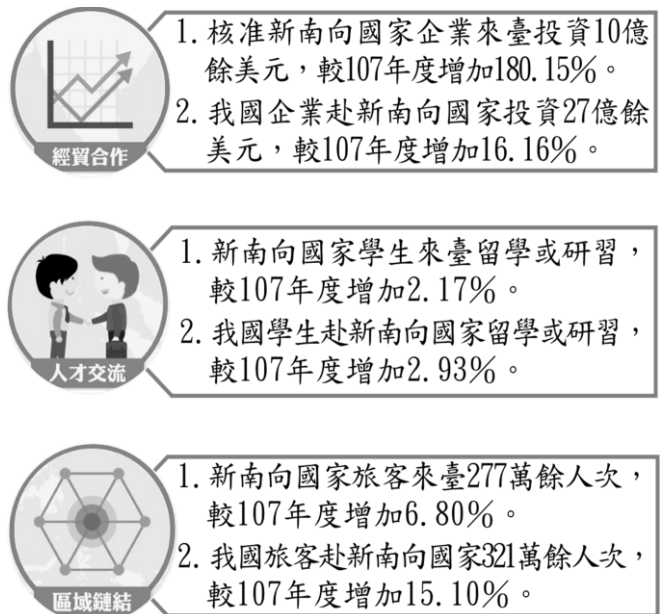 1. 核准新南向國家企業來臺投資10億
餘美元，較107年度增加180.15%。
2. 我國企業赴新南向國家投資27億餘
美元，較107年度增加16.16%。
經貿合作
1. 新南向國家學生來臺留學或研習，
較107年度增加2.17%。
2. 我國學生赴新南向國家留學或研習，
較107年度增加2.93%。
人才交流
1. 新南向國家旅客來臺277萬餘人次，
較107年度增加6.80%。
2. 我國旅客赴新南向國家321萬餘人次，
較107年度增加15.10%。
區域鏈結